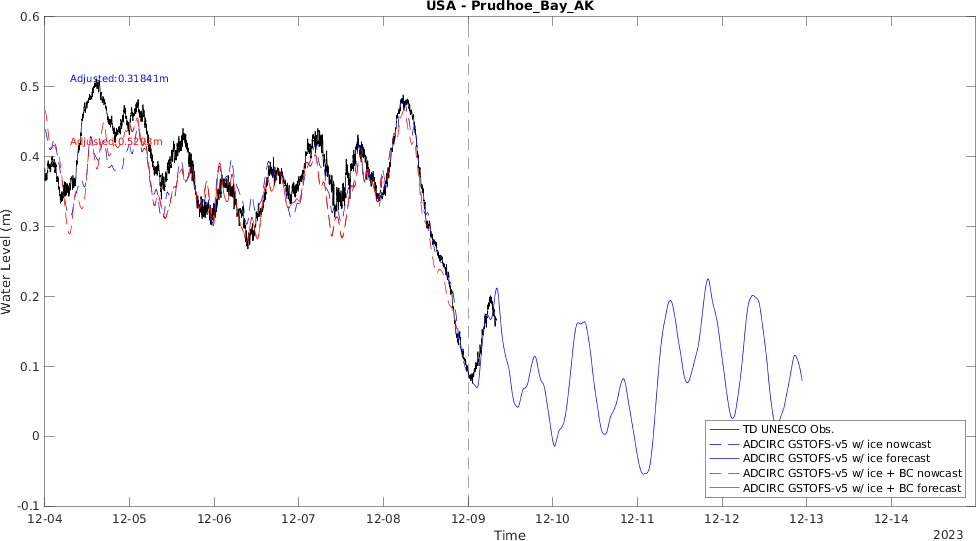 USA - Prudhoe_Bay_AK
0.6
0.5
0.4
0.3
0.2
0.1
0
-0.1
Water Level (m)
Adjusted:0.31841m
TD UNESCO Obs.
ADCIRC GSTOFS-v5 w/ ice nowcast
ADCIRC GSTOFS-v5 w/ ice forecast
ADCIRC GSTOFS-v5 w/ ice + BC nowcast
ADCIRC GSTOFS-v5 w/ ice + BC forecast
12-04 12-05 12-06 12-07 12-08 12-09 12-10 12-11 12-12 12-13 12-14
Time
2023